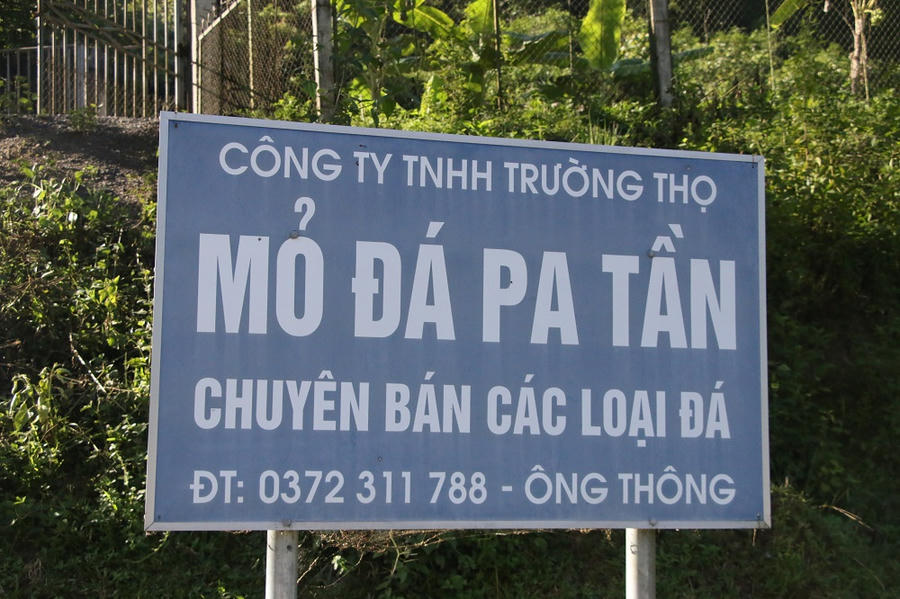 CÔNG TY TNHH TRƯỜNG THỌ
MỎ ĐÁ PA TẦN
CHUYÊN BÁN CÁC LOẠI ĐÁ
ĐT: 0372 311 788 - ÔNG THÔNG